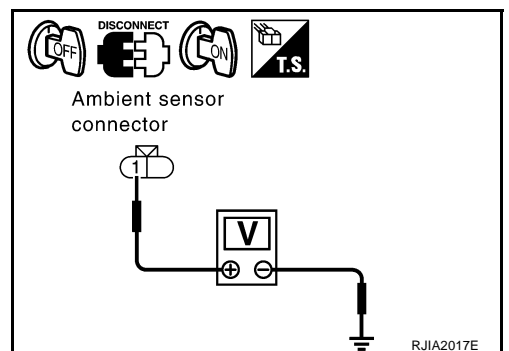 DISCONNECT
OFF
ON
T.S.
Ambient sensor
connector
1
V
+ −
RJIA2017E